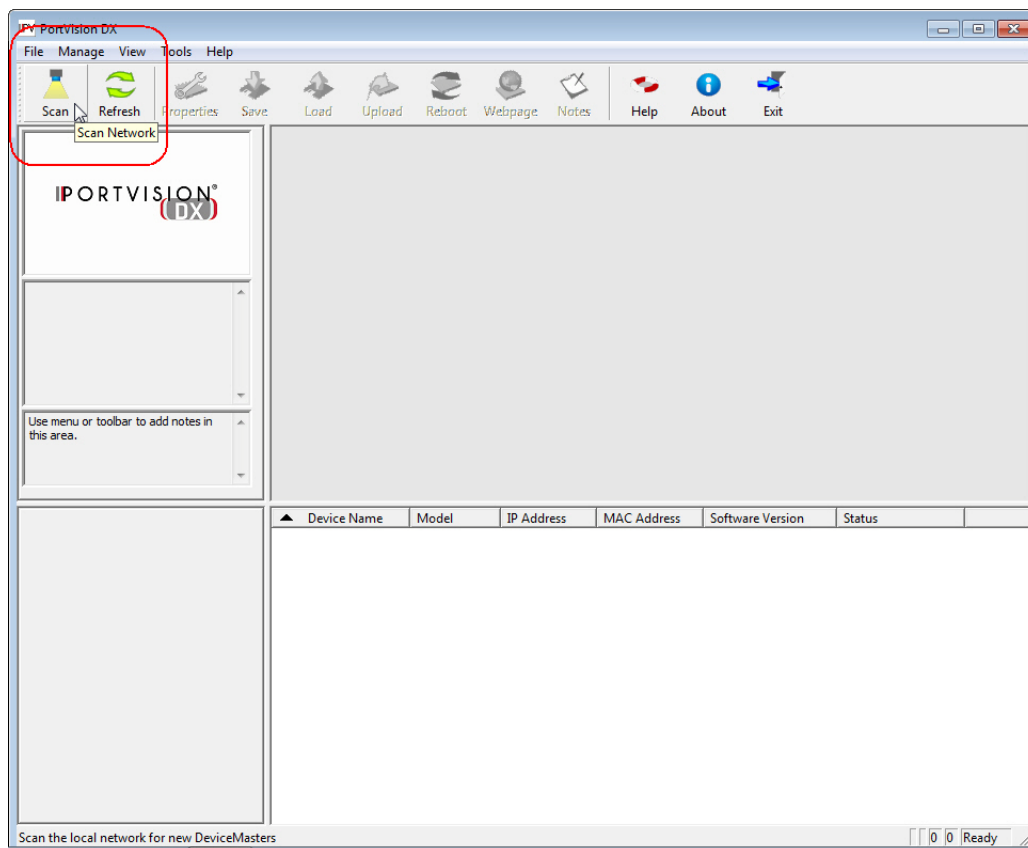 PortVision DX
File Manage View Tools Help
Scan Refresh Properties Save Load Upload Reboot Webpage Notes Help About Exit
Scan Network
PORTVISION®
DX
Use menu or toolbar to add notes in
this area.
Device Name Model IP Address MAC Address Software Version Status
Scan the local network for new DeviceMasters 0 0 Ready